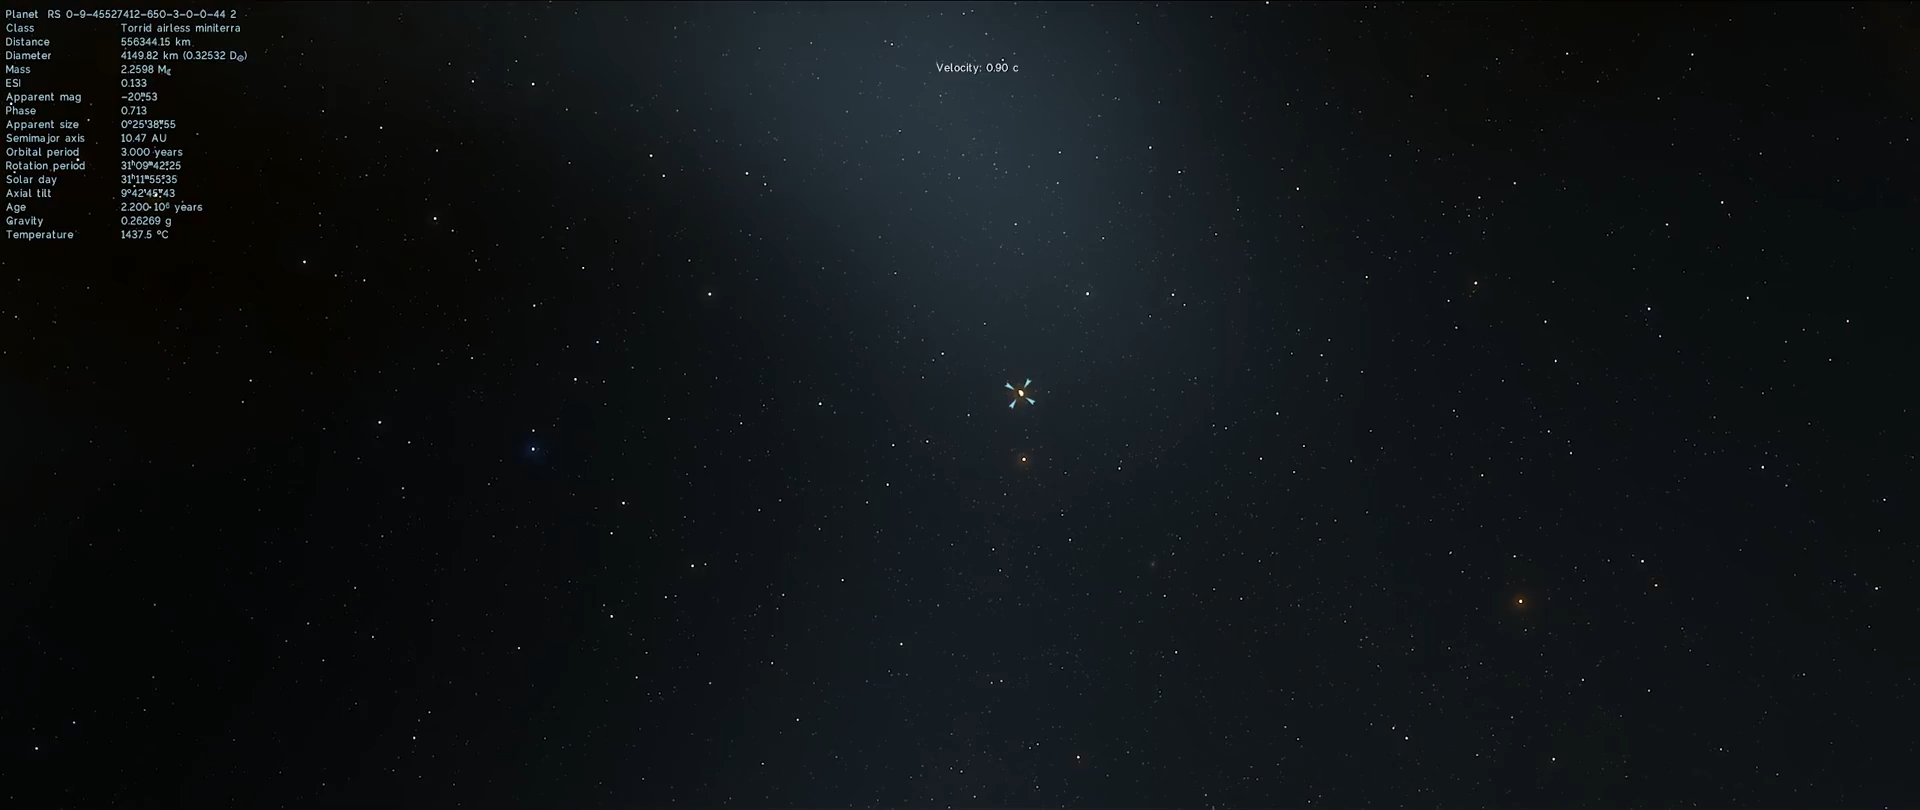 Planet RS 0-9-45527412-650-3-0-0-44 2
Class Torrid airless miniterra
Distance 556344.15 km
Diameter 4149.82 km (0.32532 D⊕)
Velocity: 0.90 c
Mass 2.2598 M☾
ESI 0.133
Apparent mag -20ᵐ.53
Phase 0.713
Apparent size 0°25'38".55
Semimajor axis 10.47 AU
Orbital period 3.000 years
Rotation period 31ʰ09ᵐ42ˢ.25
Solar day 31ʰ11ᵐ55ˢ.35
Axial tilt 9°42'45".43
Age 2.200·10⁶ years
Gravity 0.26269 g
Temperature 1437.5 °C